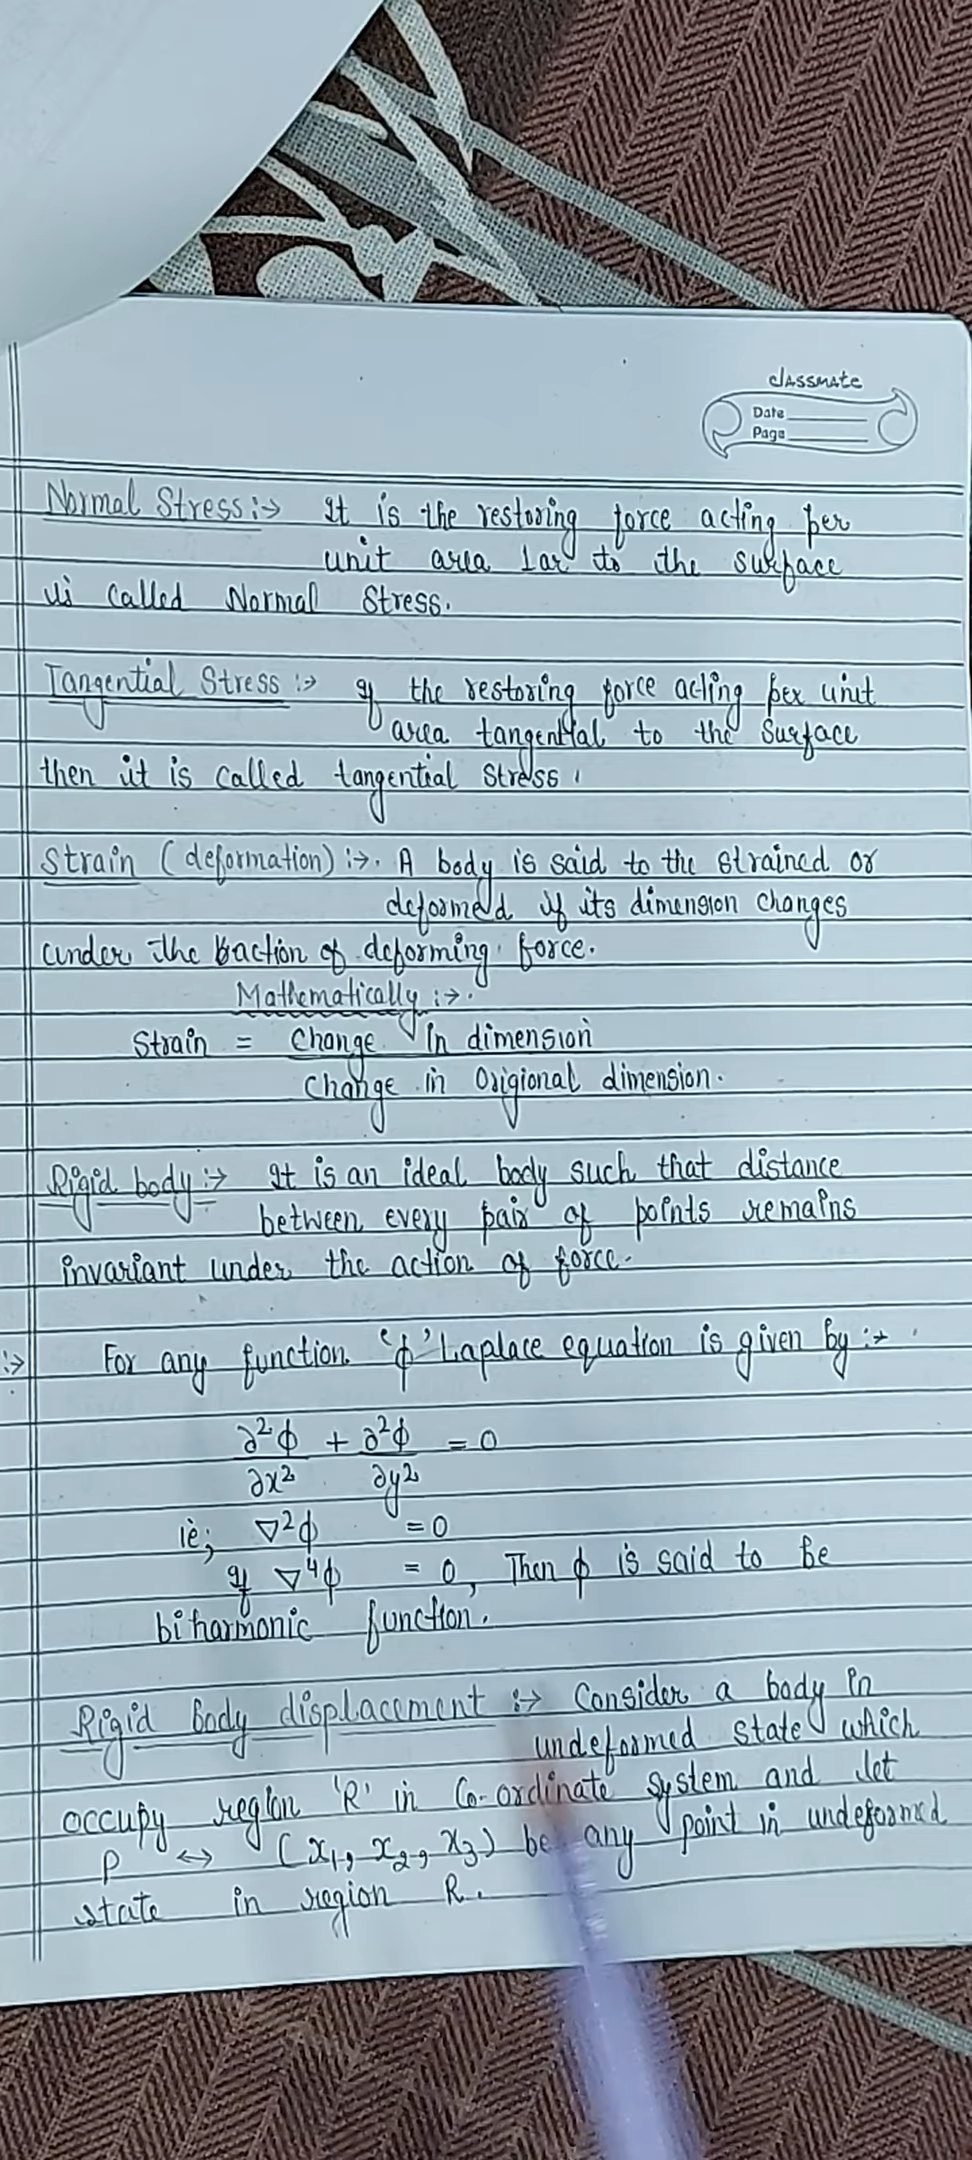 classmate
Date
Page
Normal Stress :-> It is the restoring force acting per
unit area ⊥ar to the surface
is called Normal Stress.
Tangential Stress :-> If the restoring force acting per unit
area tangential to the surface
then it is called tangential stress.
Strain (deformation) :-> A body is said to the strained or
deformed if its dimension changes
under the action of deforming force.
Mathematically :->.
Strain = Change in dimension
Change in Origional dimension.
Rigid body :-> It is an ideal body such that distance
between every pair of points remains
invariant under the action of force.
:-> For any function 'ϕ' Laplace equation is given by :->
∂²ϕ + ∂²ϕ = 0
∂x² ∂y²
ie; ∇²ϕ = 0
If ∇⁴ϕ = 0, Then ϕ is said to be
biharmonic function.
Rigid body displacement :-> Consider a body in
undeformed state which
occupy region 'R' in Co-ordinate system and let
P ↔ (x₁, x₂, x₃) be any point in undeformed
state in region R.